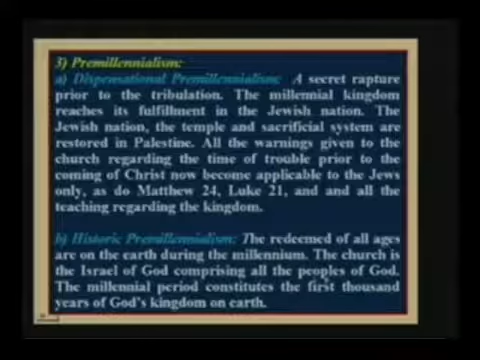 3) Premillennialism:
a) Dispensational Premillennialism: A secret rapture
prior to the tribulation. The millennial kingdom
reaches its fulfillment in the Jewish nation. The
Jewish nation, the temple and sacrificial system are
restored in Palestine. All the warnings given to the
church regarding the time of trouble prior to the
coming of Christ now become applicable to the Jews
only, as do Matthew 24, Luke 21, and and all the
teaching regarding the kingdom.
b) Historic Premillennialism: The redeemed of all ages
are on the earth during the millennium. The church is
the Israel of God comprising all the peoples of God.
The millennial period constitutes the first thousand
years of God's kingdom on earth.